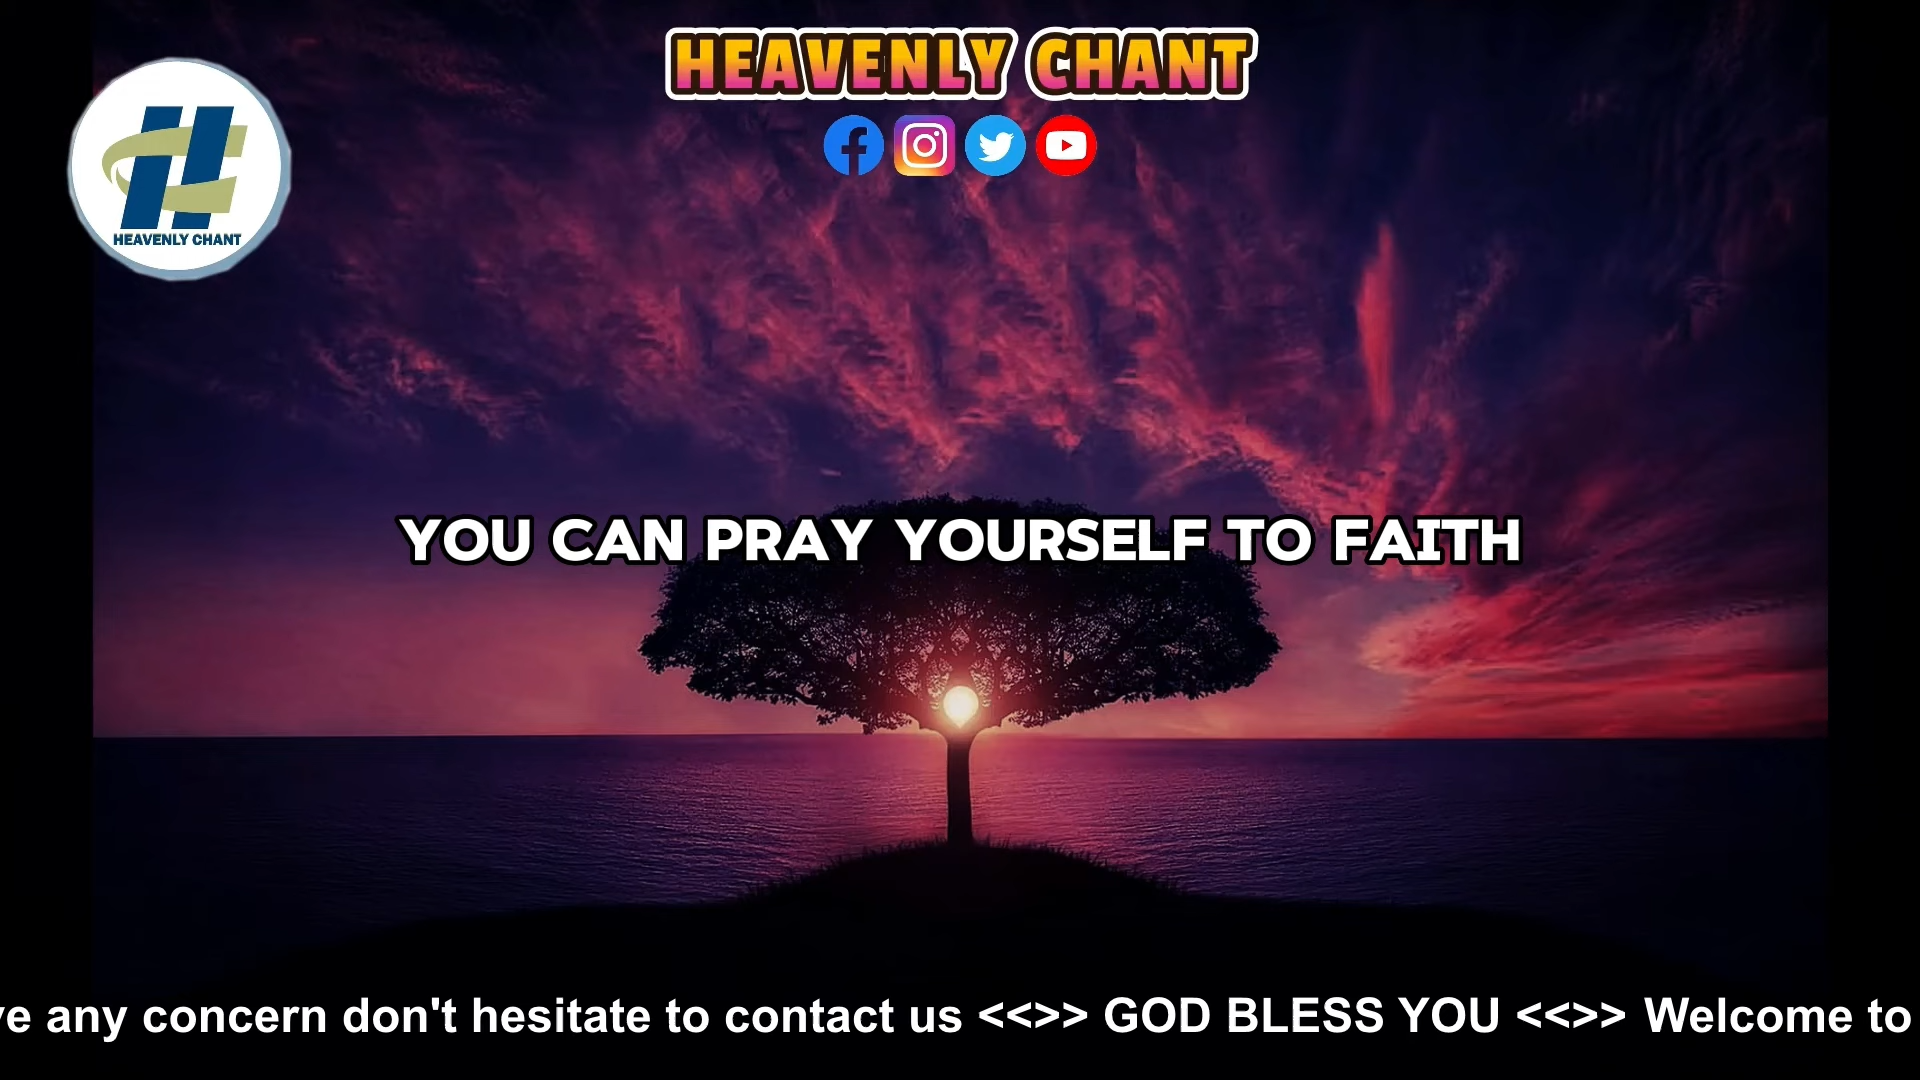 HEAVENLY CHANT
HEAVENLY CHANT
YOU CAN PRAY YOURSELF TO FAITH
any concern don't hesitate to contact us <<>> GOD BLESS YOU <<>> Welcome to